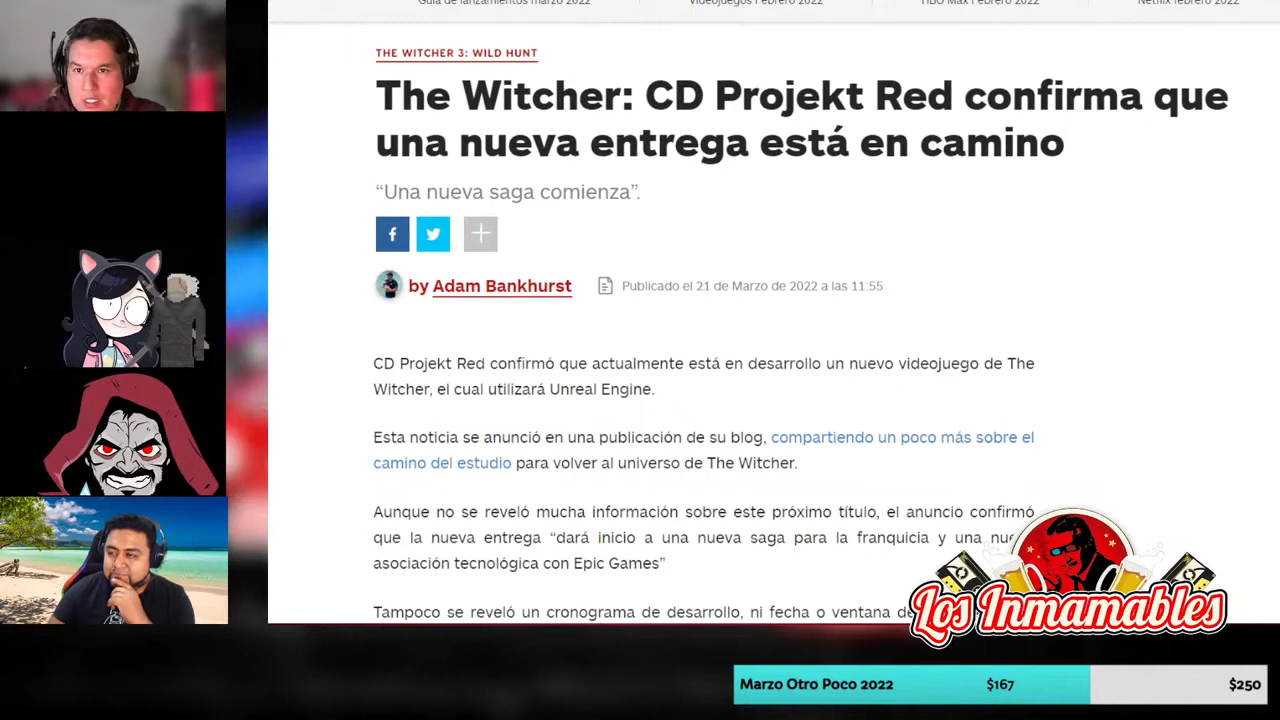 Guía de lanzamientos marzo 2022
Videojuegos Febrero 2022
HBO Max Febrero 2022
Netflix febrero 2022
THE WITCHER 3: WILD HUNT
The Witcher: CD Projekt Red confirma que
una nueva entrega está en camino
“Una nueva saga comienza”.
by Adam Bankhurst
Publicado el 21 de Marzo de 2022 a las 11:55
CD Projekt Red confirmó que actualmente está en desarrollo un nuevo videojuego de The
Witcher, el cual utilizará Unreal Engine.
Esta noticia se anunció en una publicación de su blog, compartiendo un poco más sobre el
camino del estudio para volver al universo de The Witcher.
Aunque no se reveló mucha información sobre este próximo título, el anuncio confirmó
que la nueva entrega “dará inicio a una nueva saga para la franquicia y una
asociación tecnológica con Epic Games”
Tampoco se reveló un cronograma de desarrollo, ni fecha o ventana
Los Inmamables
Marzo Otro Poco 2022 $167 $250